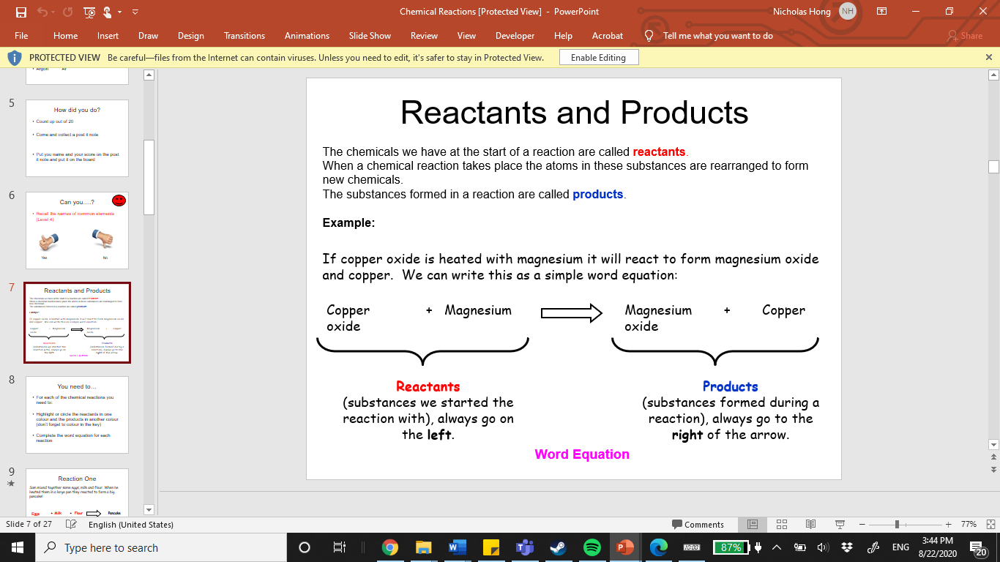 Chemical Reactions [Protected View] - PowerPoint
Nicholas Hong NH
File Home Insert Draw Design Transitions Animations Slide Show Review View Developer Help Acrobat Tell me what you want to do Share
PROTECTED VIEW Be careful—files from the Internet can contain viruses. Unless you need to edit, it's safer to stay in Protected View. Enable Editing
• Argon Ar
5
How did you do?
• Count up out of 20
• Come and collect a post it note
• Put you name and your score on the post
it note and put it on the board
6
Can you….?
• Recall the names of common elements
(Level 4)
Yes No
7
Reactants and Products
8
You need to…
• For each of the chemical reactions you
need to:
• Highlight or circle the reactants in one
colour and the products in another colour
(don't forget to colour in the key)
• Complete the word equation for each
reaction
9
Reaction One
Sam mixed together some eggs, milk and flour. When he
heated them in a large pan they reacted to form a big
pancake!
Eggs + Milk + Flour Pancake
Reactants and Products
The chemicals we have at the start of a reaction are called reactants.
When a chemical reaction takes place the atoms in these substances are rearranged to form
new chemicals.
The substances formed in a reaction are called products.
Example:
If copper oxide is heated with magnesium it will react to form magnesium oxide
and copper. We can write this as a simple word equation:
Copper + Magnesium Magnesium + Copper
oxide oxide
Reactants
(substances we started the
reaction with), always go on
the left.
Products
(substances formed during a
reaction), always go to the
right of the arrow.
Word Equation
Slide 7 of 27 English (United States) Comments 77%
Type here to search
87%
ENG
3:44 PM
8/22/2020
20